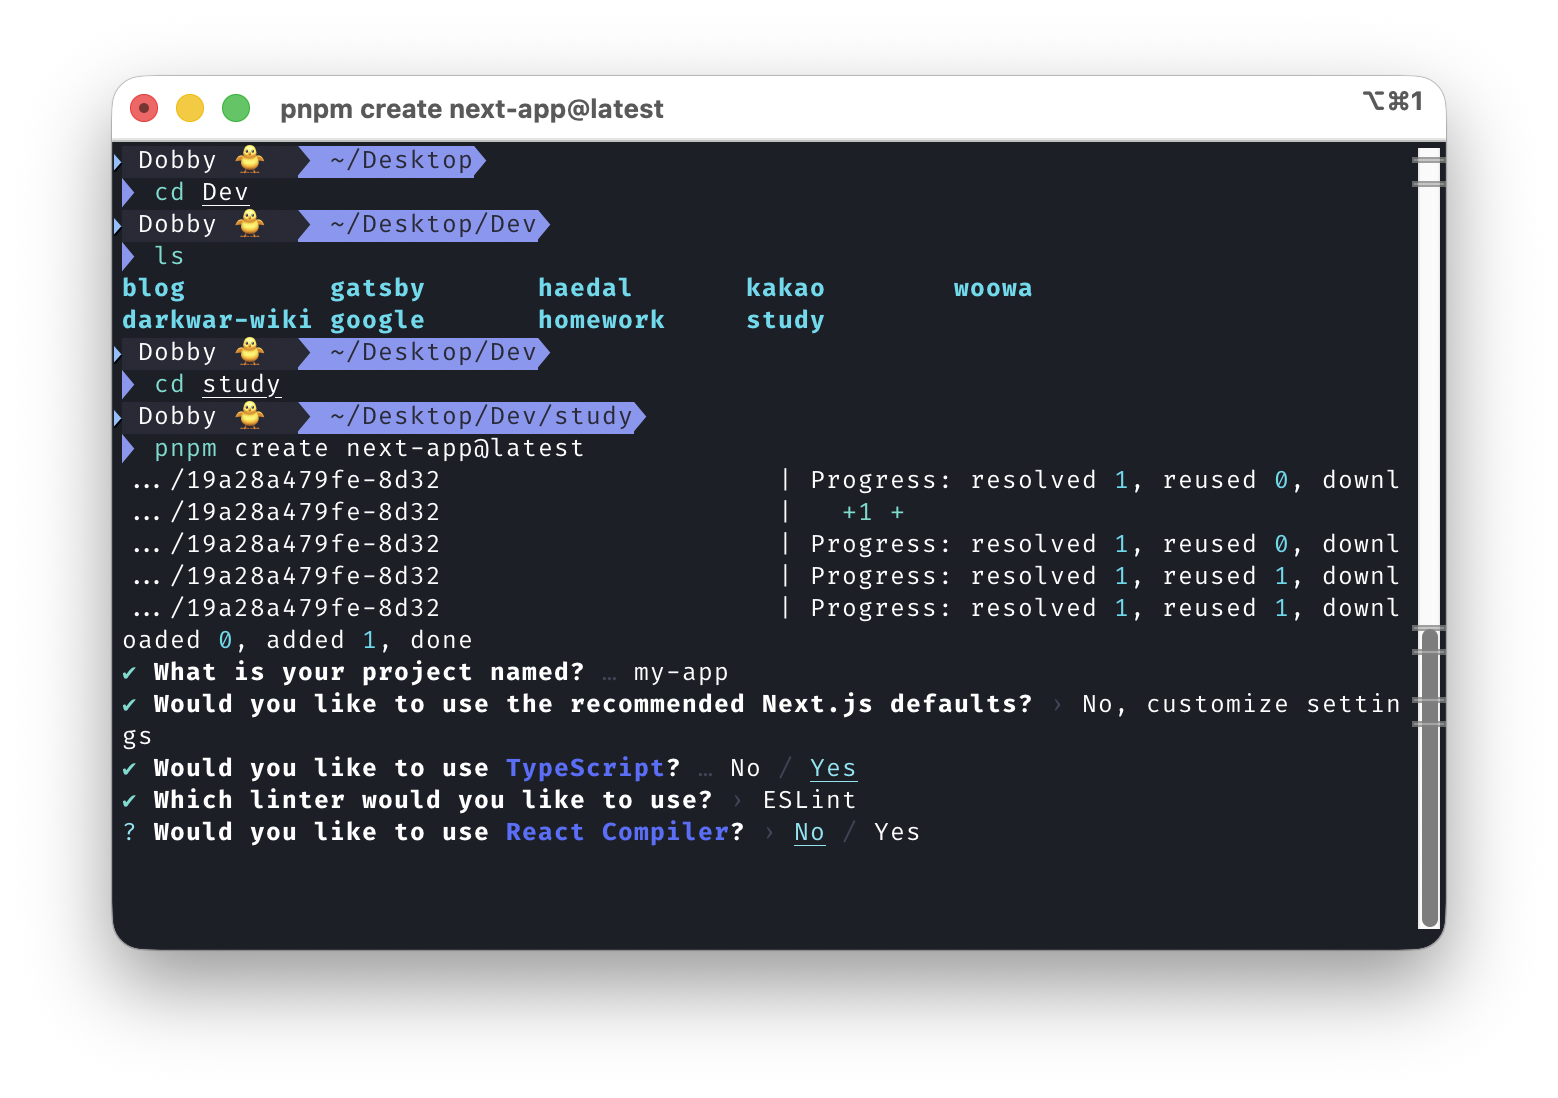 pnpm create next-app@latest
⌥⌘1
Dobby 🐥 ~/Desktop
cd Dev
Dobby 🐥 ~/Desktop/Dev
ls
blog gatsby haedal kakao woowa
darkwar-wiki google homework study
Dobby 🐥 ~/Desktop/Dev
cd study
Dobby 🐥 ~/Desktop/Dev/study
pnpm create next-app@latest
.../19a28a479fe-8d32 | Progress: resolved 1, reused 0, downl
.../19a28a479fe-8d32 | +1 +
.../19a28a479fe-8d32 | Progress: resolved 1, reused 0, downl
.../19a28a479fe-8d32 | Progress: resolved 1, reused 1, downl
.../19a28a479fe-8d32 | Progress: resolved 1, reused 1, downl
oaded 0, added 1, done
✔ What is your project named? … my-app
✔ Would you like to use the recommended Next.js defaults? › No, customize settin
gs
✔ Would you like to use TypeScript? … No / Yes
✔ Which linter would you like to use? › ESLint
? Would you like to use React Compiler? › No / Yes